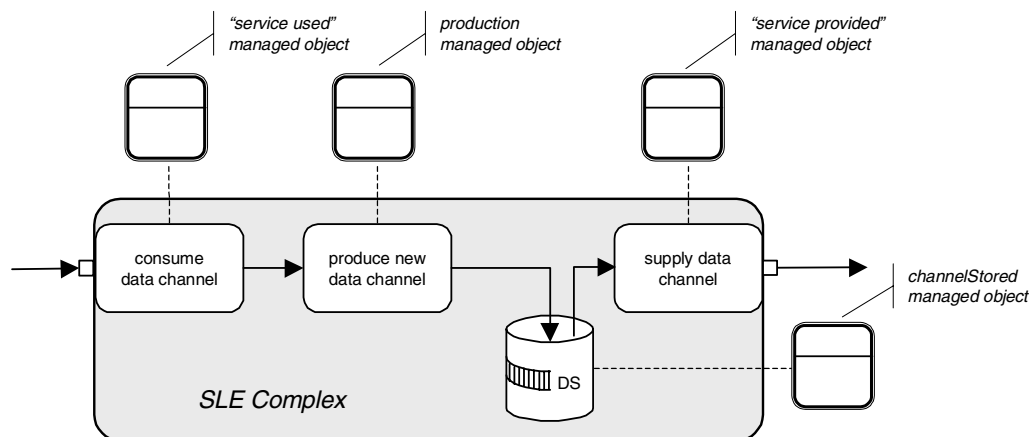 “service used”
managed object
production
managed object
“service provided”
managed object
consume
data channel
produce new
data channel
supply data
channel
channelStored
managed object
DS
SLE Complex